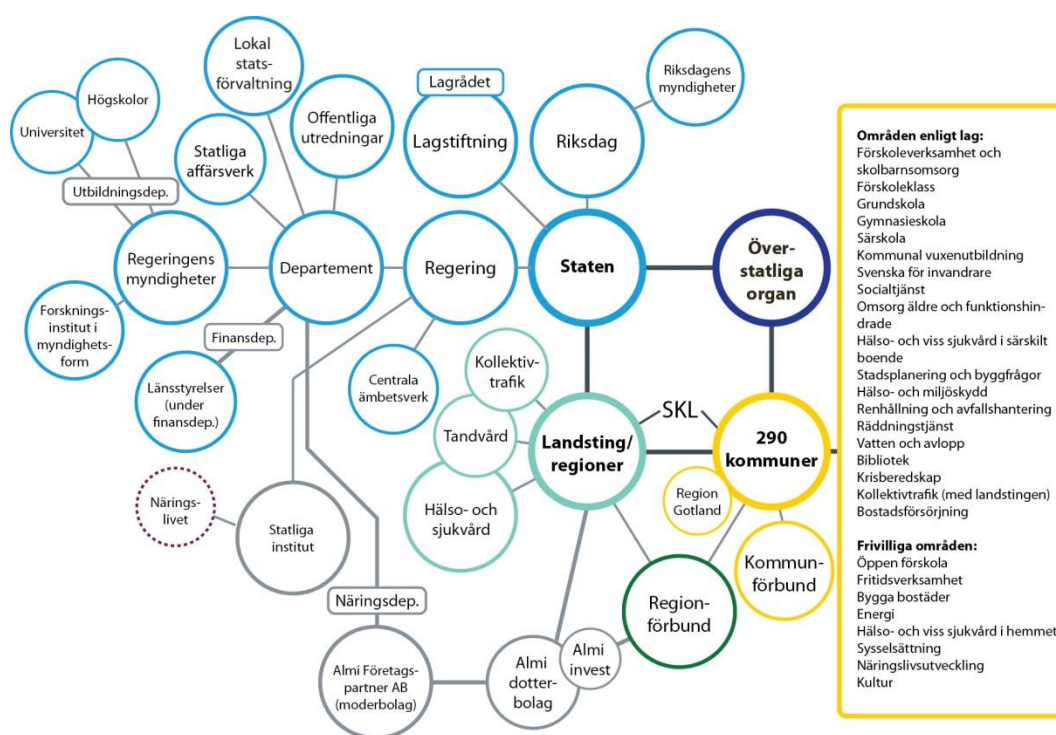 Lokal
stats-
förvaltning
Lagrådet
Lagstiftning
Riksdag
Riksdagens
myndigheter
Högskolor
Universitet
Utbildningsdep.
Statliga
affärsverk
Offentliga
utredningar
Regeringens
myndigheter
Departement
Regering
Staten
Över-
statliga
organ
Forsknings-
institut i
myndighets-
form
Finansdep.
Länsstyrelser
(under
finansdep.)
Centrala
ämbetsverk
Kollektiv-
trafik
Tandvård
Hälso- och
sjukvård
Landsting/
regioner
SKL
290
kommuner
Region
Gotland
Kommun-
förbund
Region-
förbund
Närings-
livet
Statliga
institut
Näringsdep.
Almi Företags-
partner AB
(moderbolag)
Almi
dotter-
bolag
Almi
invest
Områden enligt lag:
Förskoleverksamhet och
skolbarnsomsorg
Förskoleklass
Grundskola
Gymnasieskola
Särskola
Kommunal vuxenutbildning
Svenska för invandrare
Socialtjänst
Omsorg äldre och funktionshin-
drade
Hälso- och viss sjukvård i särskilt
boende
Stadsplanering och byggfrågor
Hälso- och miljöskydd
Renhållning och avfallshantering
Räddningstjänst
Vatten och avlopp
Bibliotek
Krisberedskap
Kollektivtrafik (med landstingen)
Bostadsförsörjning
Frivilliga områden:
Öppen förskola
Fritidsverksamhet
Bygga bostäder
Energi
Hälso- och viss sjukvård i hemmet
Sysselsättning
Näringslivsutveckling
Kultur